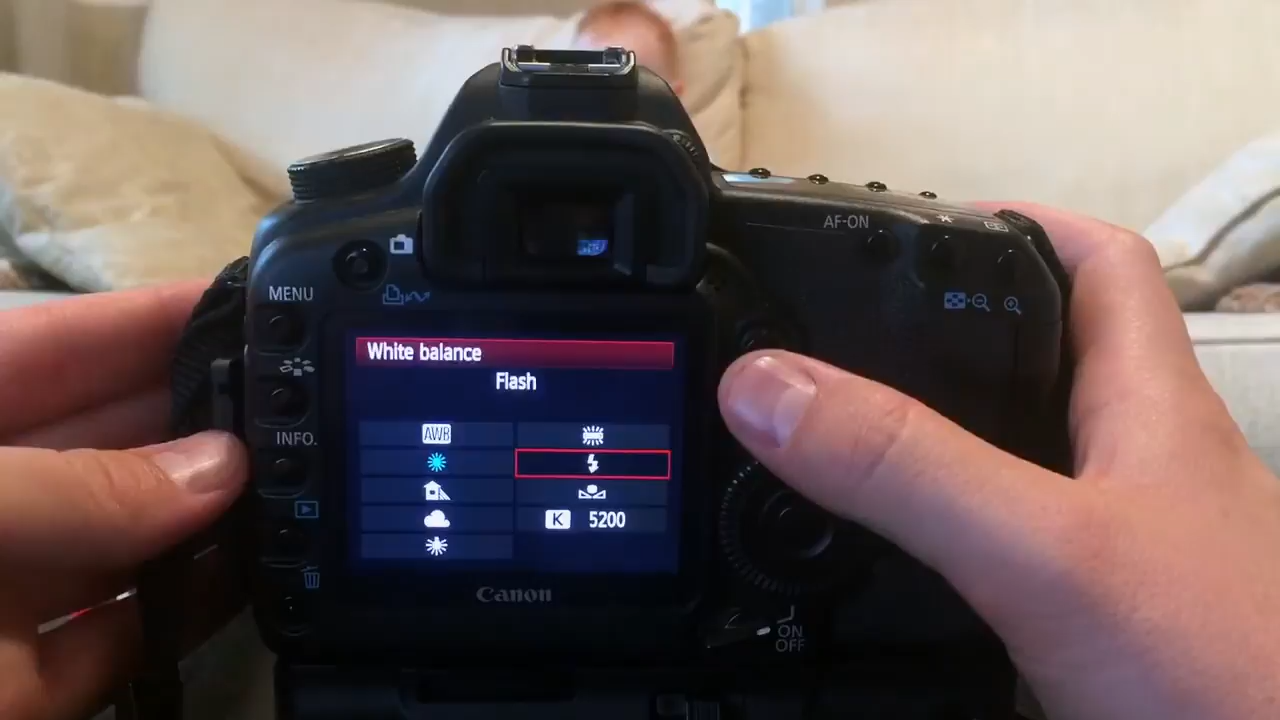 AF-ON
MENU
White balance
Flash
AWB
INFO.
K 5200
Canon
ON
OFF